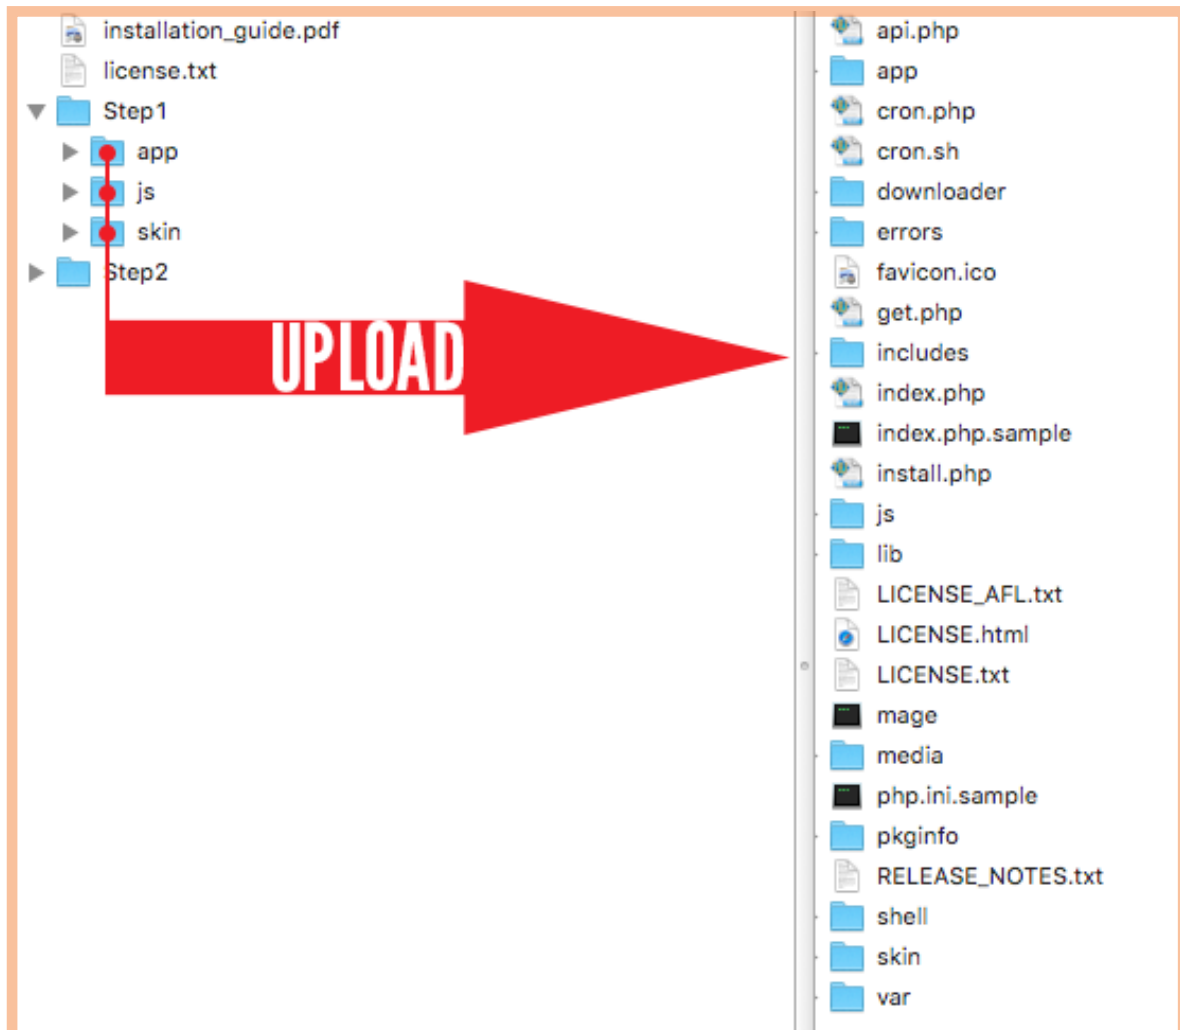 installation_guide.pdf
license.txt
Step1
app
js
skin
Step2
UPLOAD
api.php
app
cron.php
cron.sh
downloader
errors
favicon.ico
get.php
includes
index.php
index.php.sample
install.php
js
lib
LICENSE_AFL.txt
LICENSE.html
LICENSE.txt
mage
media
php.ini.sample
pkginfo
RELEASE_NOTES.txt
shell
skin
var